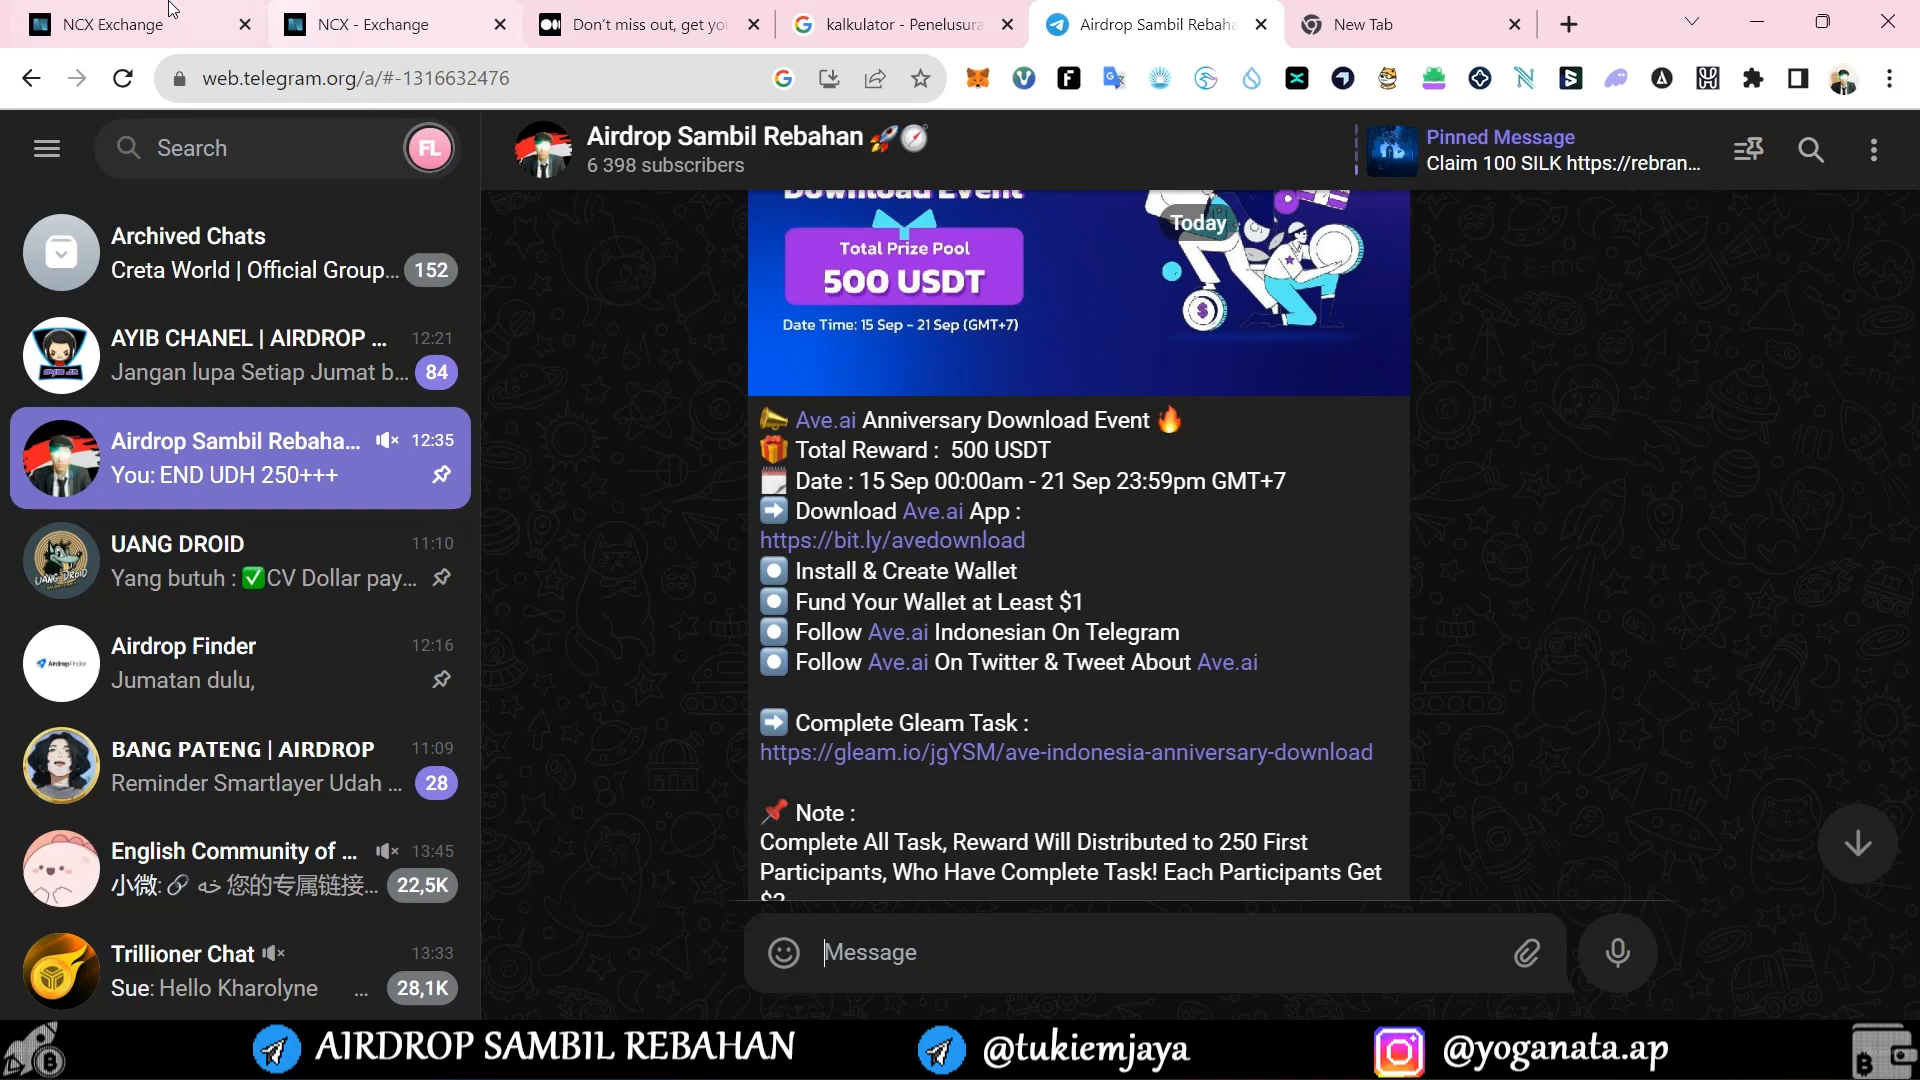 NCX Exchange
NCX - Exchange
Don't miss out, get you
kalkulator - Penelusura
Airdrop Sambil Rebaha
New Tab
web.telegram.org/a/#-1316632476
Search
FL
Airdrop Sambil Rebahan 🚀🧭
6 398 subscribers
Pinned Message
Claim 100 SILK https://rebran...
Archived Chats
Creta World | Official Group... 152
AYIB CHANEL | AIRDROP ... 12:21
Jangan lupa Setiap Jumat b... 84
Airdrop Sambil Rebaha... 12:35
You: END UDH 250+++
UANG DROID 11:10
Yang butuh : ✅CV Dollar pay...
Airdrop Finder 12:16
Jumatan dulu,
BANG PATENG | AIRDROP 11:09
Reminder Smartlayer Udah ... 28
English Community of ... 13:45
小微: 🔗 خه 您的专属链接... 22,5K
Trillioner Chat 13:33
Sue: Hello Kharolyne ... 28,1K
Download Event
Today
Total Prize Pool
500 USDT
Date Time: 15 Sep - 21 Sep (GMT+7)
📣 Ave.ai Anniversary Download Event 🔥
🎁 Total Reward : 500 USDT
🗓 Date : 15 Sep 00:00am - 21 Sep 23:59pm GMT+7
➡️ Download Ave.ai App :
https://bit.ly/avedownload
⏺ Install & Create Wallet
⏺ Fund Your Wallet at Least $1
⏺ Follow Ave.ai Indonesian On Telegram
⏺ Follow Ave.ai On Twitter & Tweet About Ave.ai
➡️ Complete Gleam Task :
https://gleam.io/jgYSM/ave-indonesia-anniversary-download
📌 Note :
Complete All Task, Reward Will Distributed to 250 First
Participants, Who Have Complete Task! Each Participants Get
$2
Message
AIRDROP SAMBIL REBAHAN
@tukiemjaya
@yoganata.ap